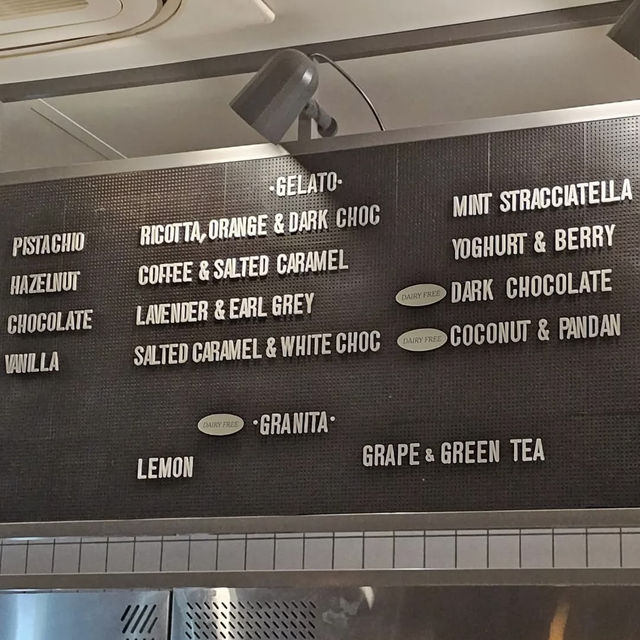 ·GELATO·
PISTACHIO
HAZELNUT
CHOCOLATE
VANILLA
RICOTTA, ORANGE & DARK CHOC
COFFEE & SALTED CARAMEL
LAVENDER & EARL GREY
SALTED CARAMEL & WHITE CHOC
MINT STRACCIATELLA
YOGHURT & BERRY
DAIRY FREE DARK CHOCOLATE
DAIRY FREE COCONUT & PANDAN
DAIRY FREE ·GRANITA·
LEMON
GRAPE & GREEN TEA